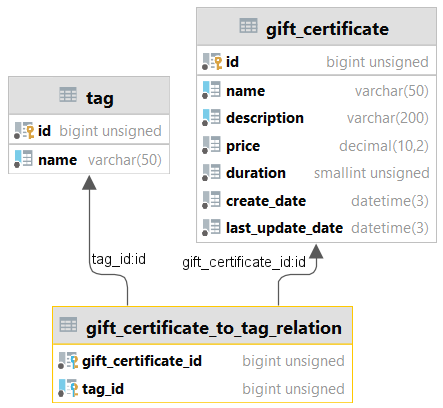 tag
id bigint unsigned
name varchar(50)
gift_certificate
id bigint unsigned
name varchar(50)
description varchar(200)
price decimal(10,2)
duration smallint unsigned
create_date datetime(3)
last_update_date datetime(3)
tag_id:id
gift_certificate_id:id
gift_certificate_to_tag_relation
gift_certificate_id bigint unsigned
tag_id bigint unsigned